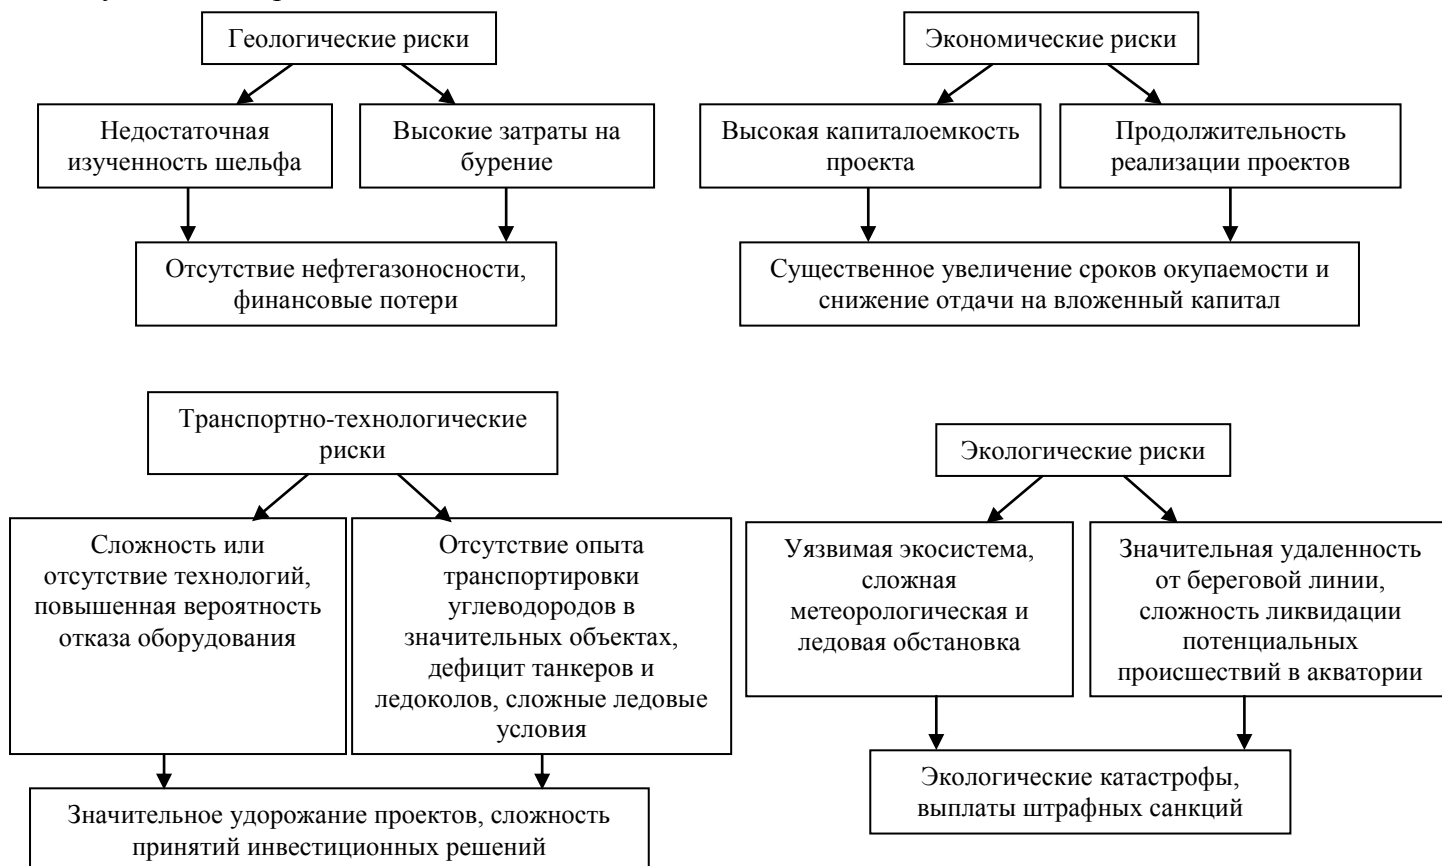 Геологические риски
Недостаточная
изученность шельфа
Высокие затраты на
бурение
Отсутствие нефтегазоносности,
финансовые потери
Экономические риски
Высокая капиталоемкость
проекта
Продолжительность
реализации проектов
Существенное увеличение сроков окупаемости и
снижение отдачи на вложенный капитал
Транспортно-технологические
риски
Сложность или
отсутствие технологий,
повышенная вероятность
отказа оборудования
Отсутствие опыта
транспортировки
углеводородов в
значительных объектах,
дефицит танкеров и
ледоколов, сложные ледовые
условия
Значительное удорожание проектов, сложность
принятий инвестиционных решений
Экологические риски
Уязвимая экосистема,
сложная
метеорологическая и
ледовая обстановка
Значительная удаленность
от береговой линии,
сложность ликвидации
потенциальных
происшествий в акватории
Экологические катастрофы,
выплаты штрафных санкций